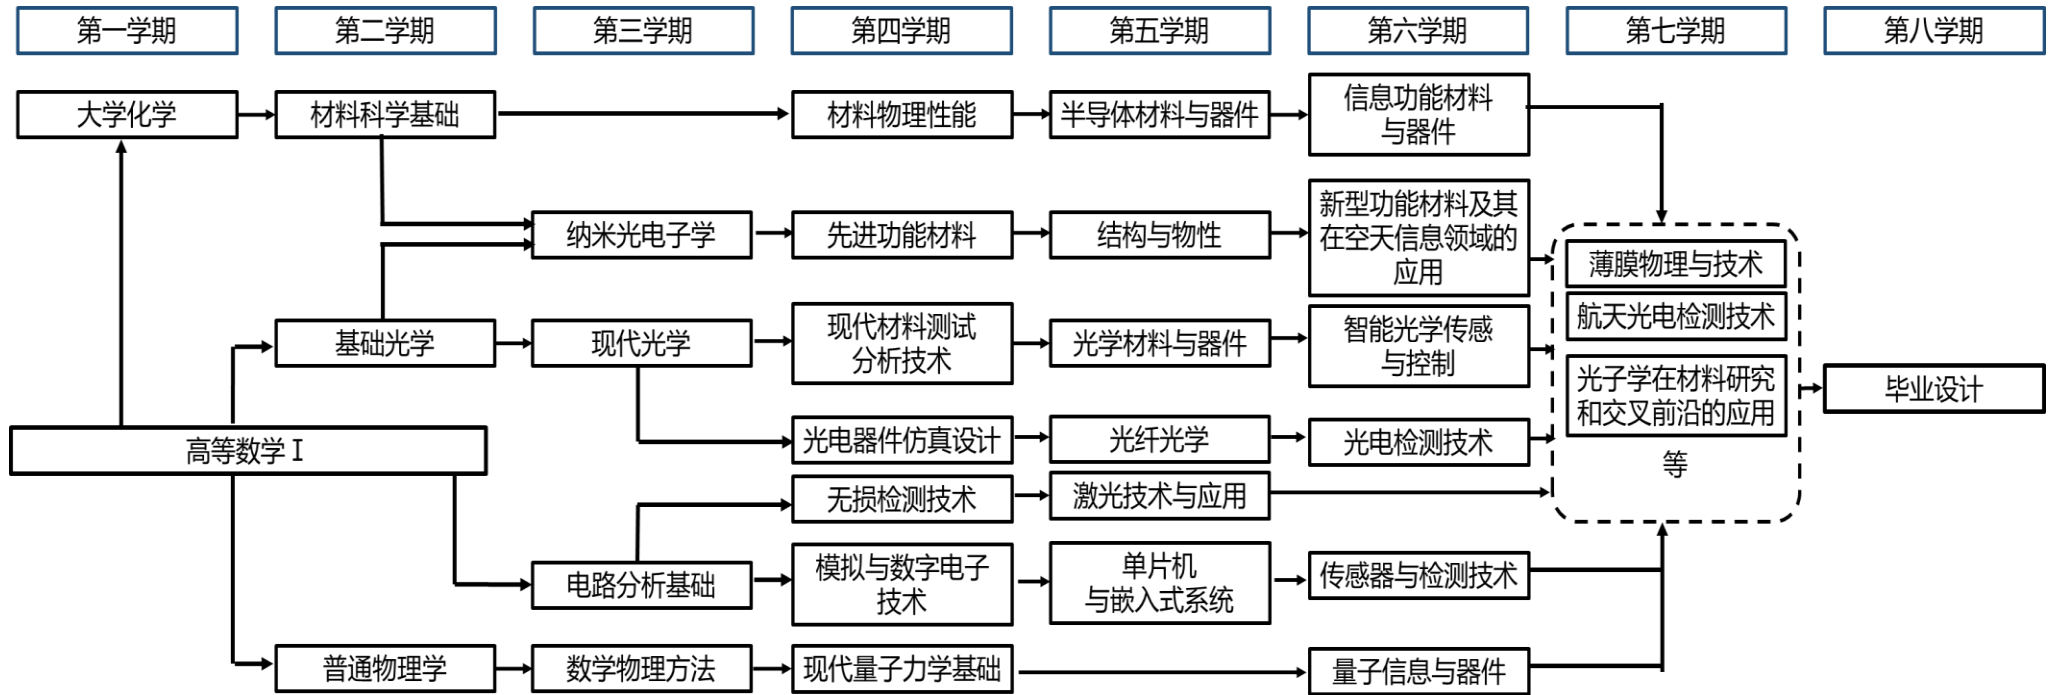 第一学期
第二学期
第三学期
第四学期
第五学期
第六学期
第七学期
第八学期
大学化学
材料科学基础
材料物理性能
半导体材料与器件
信息功能材料
与器件
纳米光电子学
先进功能材料
结构与物性
新型功能材料及其
在空天信息领域的
应用
薄膜物理与技术
航天光电检测技术
光子学在材料研究
和交叉前沿的应用
等
毕业设计
基础光学
现代光学
现代材料测试
分析技术
光学材料与器件
智能光学传感
与控制
高等数学 I
光电器件仿真设计
光纤光学
光电检测技术
无损检测技术
激光技术与应用
电路分析基础
模拟与数字电子
技术
单片机
与嵌入式系统
传感器与检测技术
普通物理学
数学物理方法
现代量子力学基础
量子信息与器件